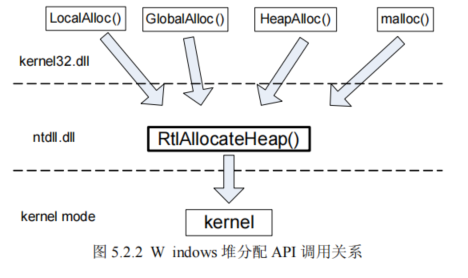 LocalAlloc() GlobalAlloc() HeapAlloc() malloc()
kernel32.dll
ntdll.dll RtlAllocateHeap()
kernel mode kernel
图 5.2.2 W indows 堆分配 API 调用关系